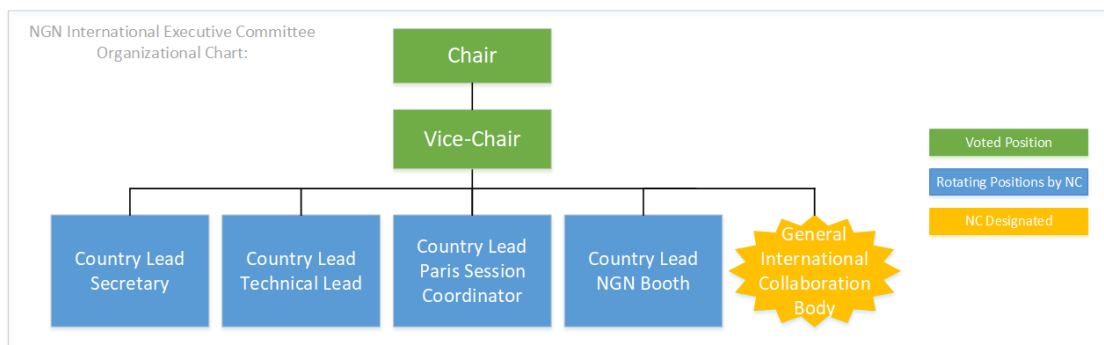 NGN International Executive Committee
Organizational Chart:
Chair
Vice-Chair
Voted Position
Rotating Positions by NC
NC Designated
Country Lead
Secretary
Country Lead
Technical Lead
Country Lead
Paris Session
Coordinator
Country Lead
NGN Booth
General
International
Collaboration
Body